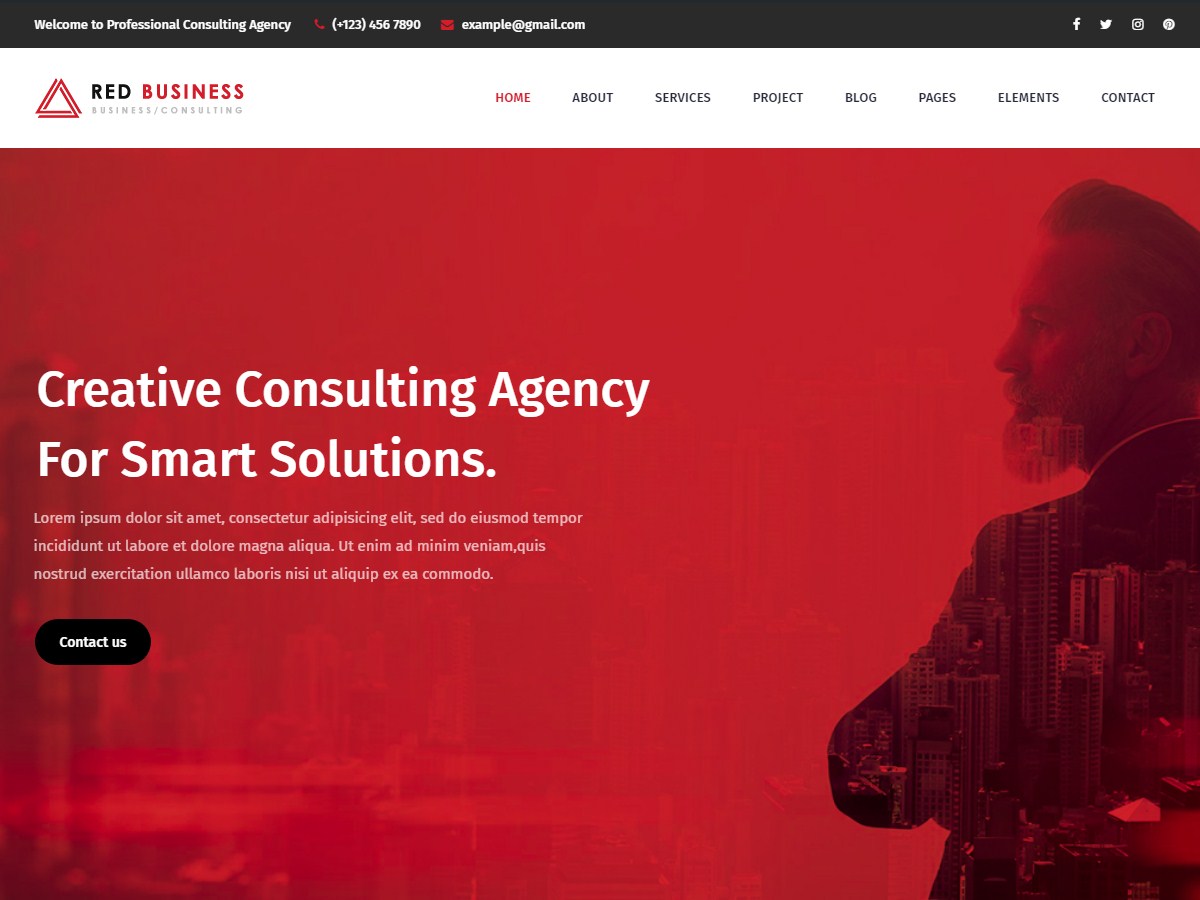 Welcome to Professional Consulting Agency (+123) 456 7890 example@gmail.com
RED BUSINESS
BUSINESS/CONSULTING
HOME ABOUT SERVICES PROJECT BLOG PAGES ELEMENTS CONTACT
Creative Consulting Agency
For Smart Solutions.
Lorem ipsum dolor sit amet, consectetur adipisicing elit, sed do eiusmod tempor
incididunt ut labore et dolore magna aliqua. Ut enim ad minim veniam,quis
nostrud exercitation ullamco laboris nisi ut aliquip ex ea commodo.
Contact us